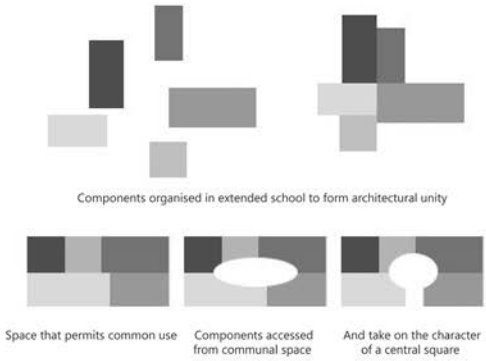 Components organised in extended school to form architectural unity
Space that permits common use
Components accessed
from communal space
And take on the character
of a central square